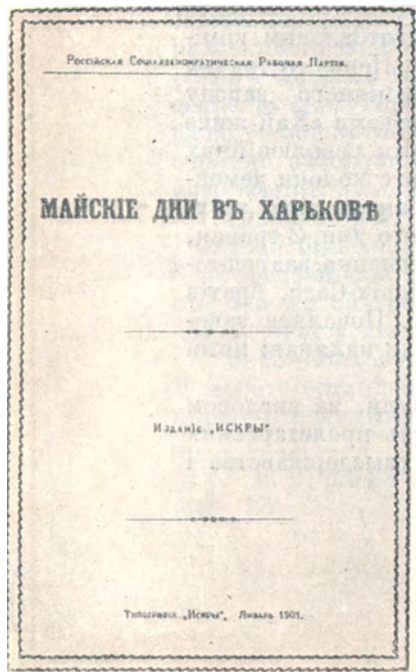 Россійская Соціалдемократическая Рабочая Партія.
МАЙСКІЕ ДНИ ВЪ ХАРЬКОВѢ
Изданіе „ИСКРЫ“
Типографія „Искры“, Январь 1901.